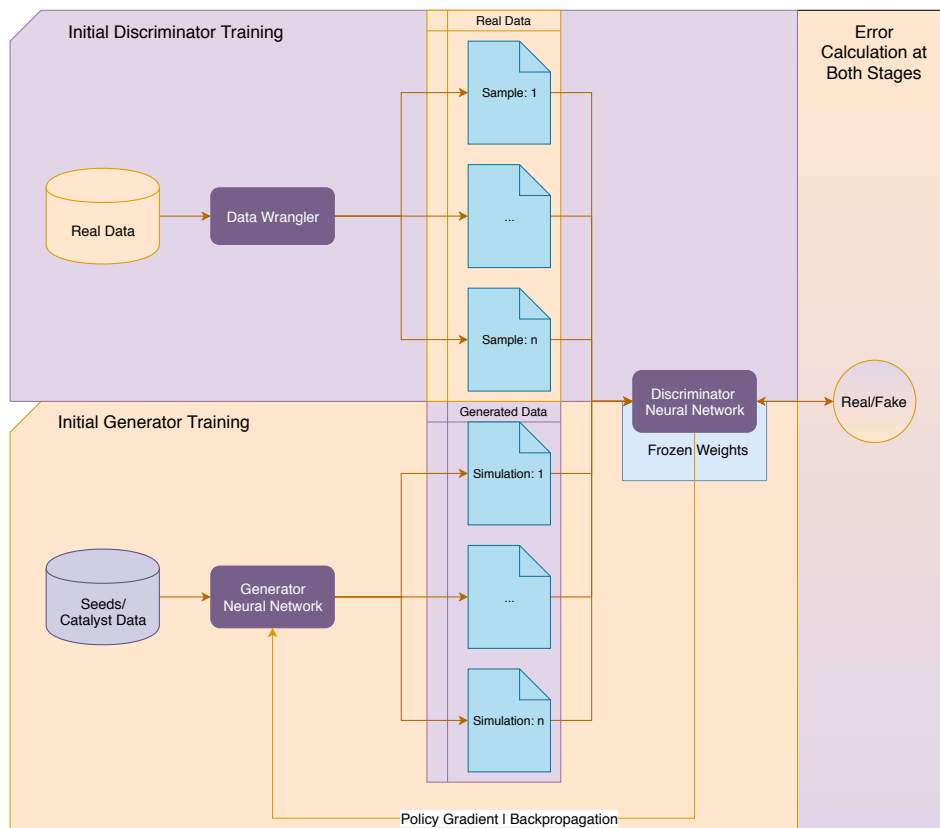 Initial Discriminator Training
Real Data
Error
Calculation at
Both Stages
Sample: 1
Real Data
Data Wrangler
...
Sample: n
Discriminator
Neural Network
Real/Fake
Frozen Weights
Initial Generator Training
Generated Data
Simulation: 1
Seeds/
Catalyst Data
Generator
Neural Network
...
Simulation: n
Policy Gradient | Backpropagation